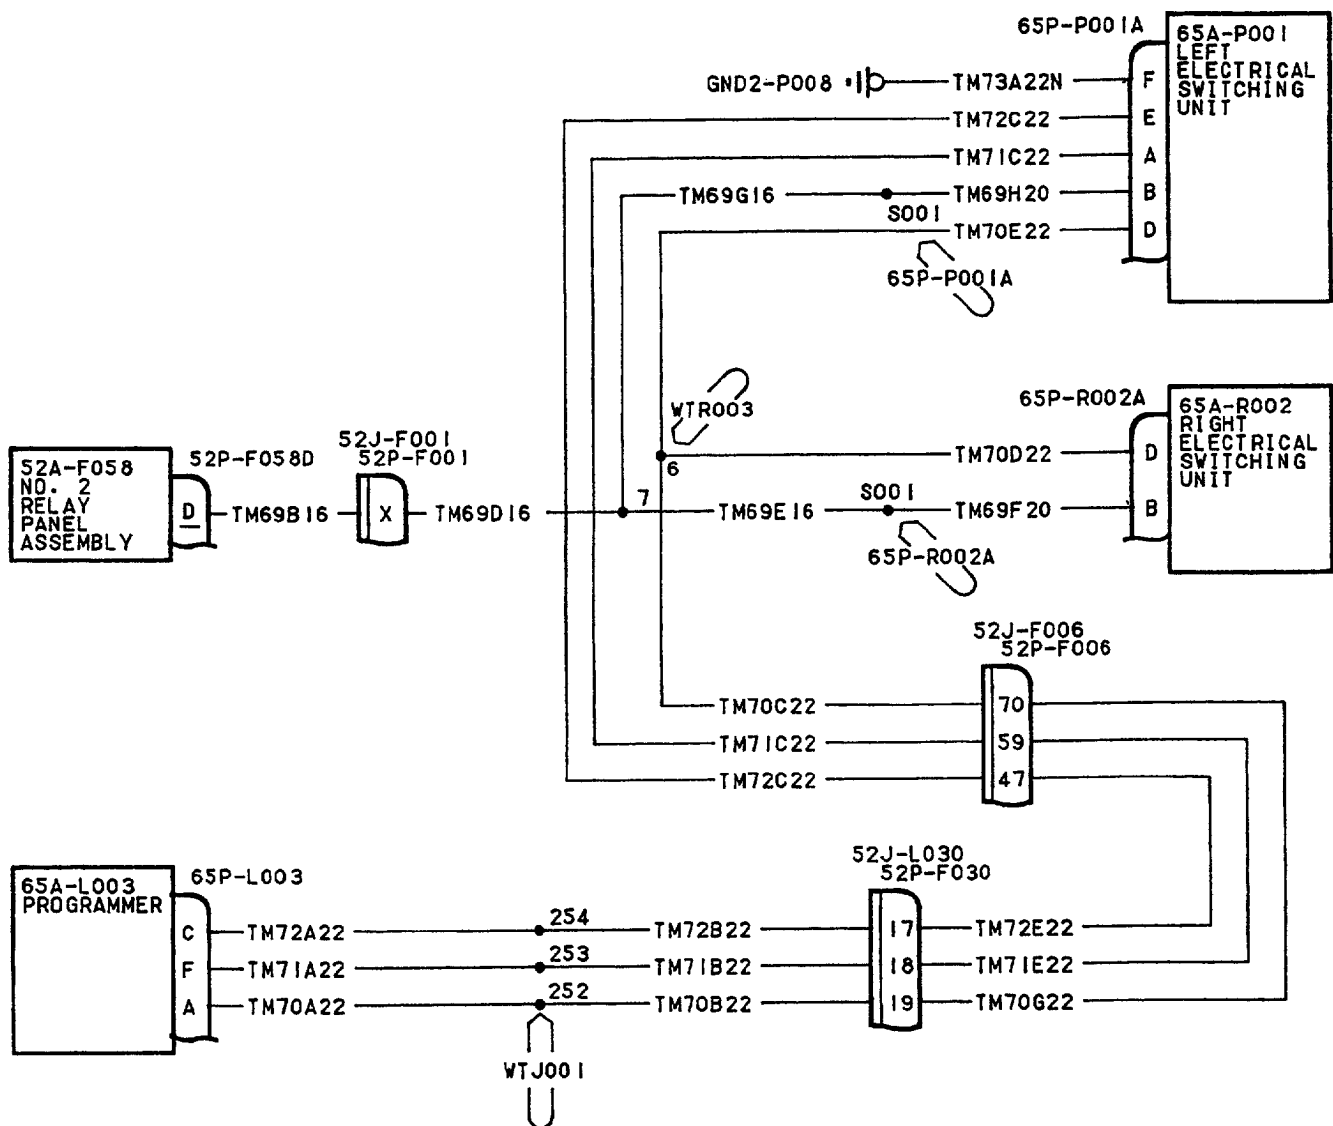 65P-P001A
65A-P001
LEFT
ELECTRICAL
SWITCHING
UNIT
GND2-P008
TM73A22N
F
TM72C22
E
TM71C22
A
TM69G16
TM69H20
B
S001
TM70E22
D
65P-P001A
WTR003
65P-R002A
65A-R002
RIGHT
ELECTRICAL
SWITCHING
UNIT
52J-F001
52P-F001
52A-F058
NO. 2
RELAY
PANEL
ASSEMBLY
52P-F058D
6
TM70D22
D
D
TM69B16
X
TM69D16
7
TM69E16
S001
TM69F20
B
65P-R002A
52J-F006
52P-F006
TM70C22
70
TM71C22
59
TM72C22
47
52J-L030
52P-F030
65A-L003
PROGRAMMER
65P-L003
C
TM72A22
254
TM72B22
17
TM72E22
F
TM71A22
253
TM71B22
18
TM71E22
A
TM70A22
252
TM70B22
19
TM70G22
WTJ001